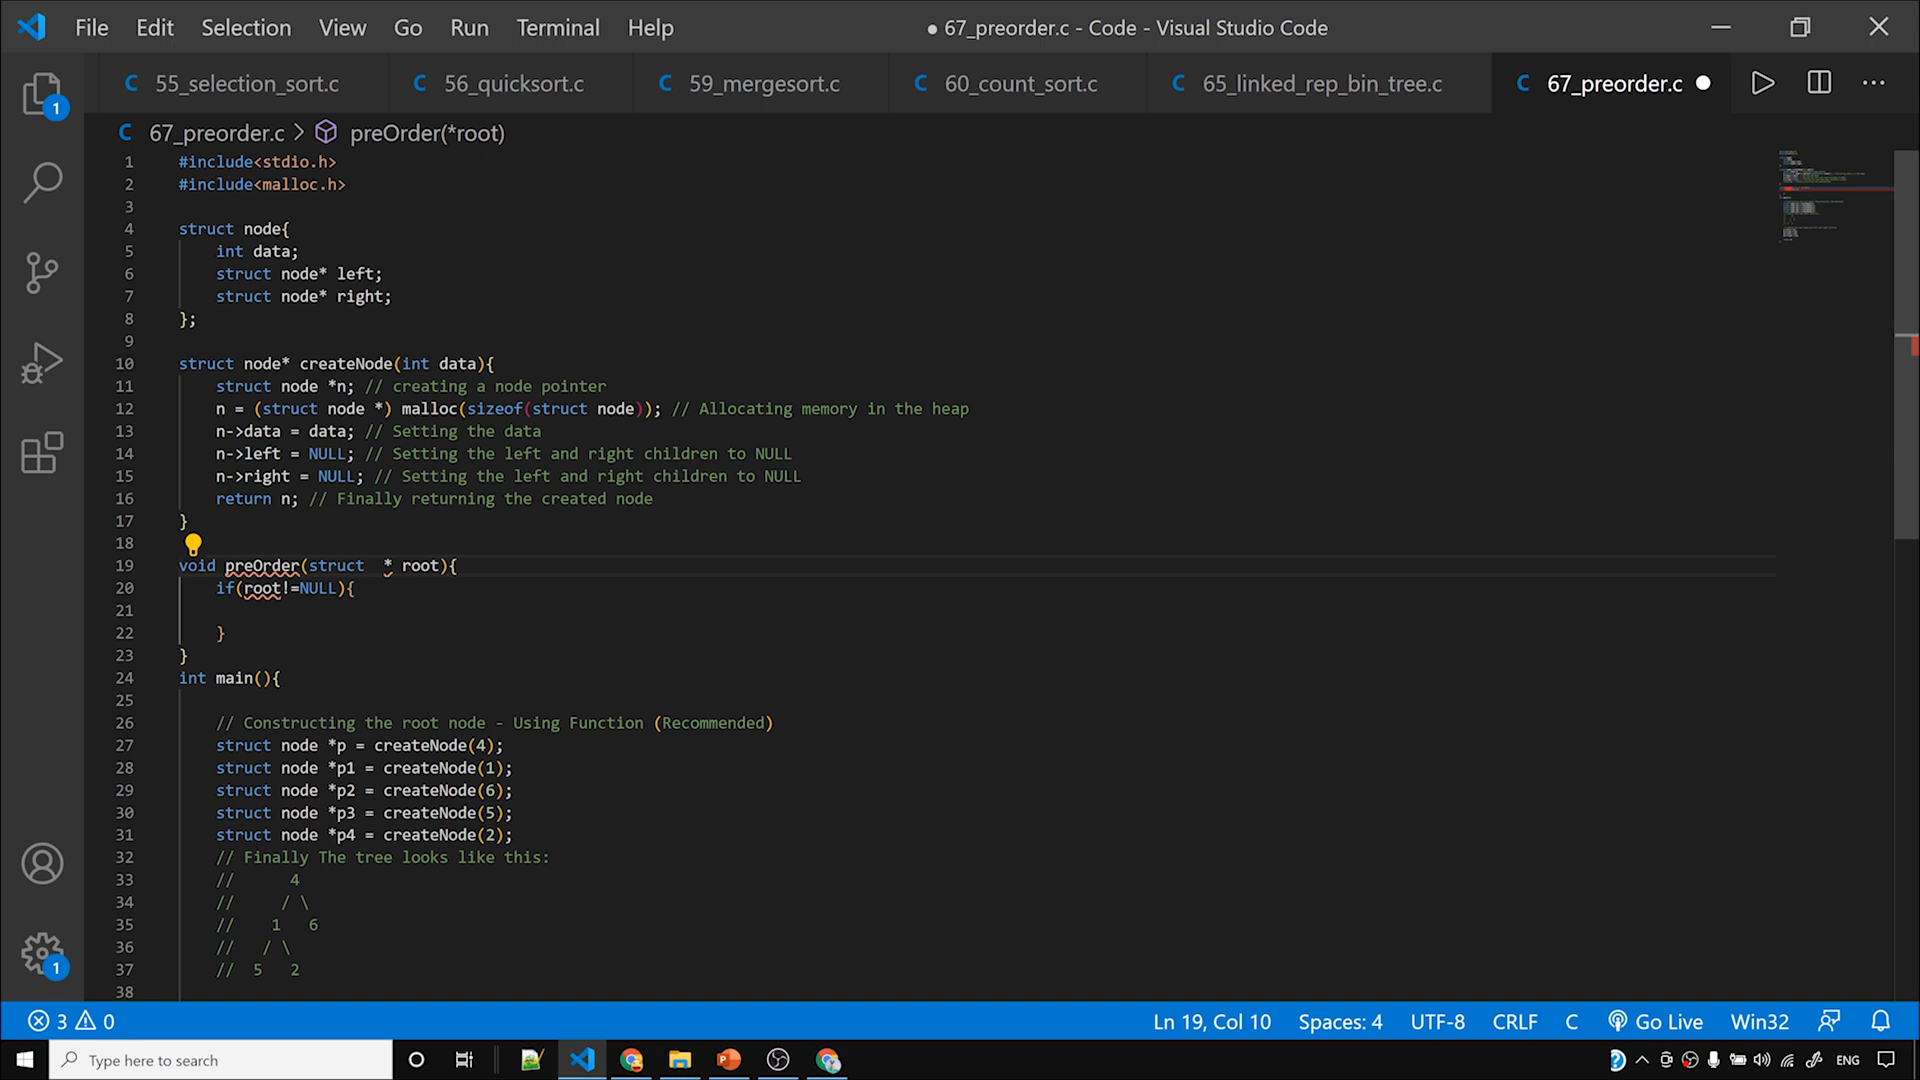 File Edit Selection View Go Run Terminal Help ● 67_preorder.c - Code - Visual Studio Code
C 55_selection_sort.c C 56_quicksort.c C 59_mergesort.c C 60_count_sort.c C 65_linked_rep_bin_tree.c C 67_preorder.c ●
C 67_preorder.c > preOrder(*root)
1 #include<stdio.h>
2 #include<malloc.h>
3
4 struct node{
5 int data;
6 struct node* left;
7 struct node* right;
8 };
9
10 struct node* createNode(int data){
11 struct node *n; // creating a node pointer
12 n = (struct node *) malloc(sizeof(struct node)); // Allocating memory in the heap
13 n->data = data; // Setting the data
14 n->left = NULL; // Setting the left and right children to NULL
15 n->right = NULL; // Setting the left and right children to NULL
16 return n; // Finally returning the created node
17 }
18
19 void preOrder(struct  * root){
20 if(root!=NULL){
21
22 }
23 }
24 int main(){
25
26 // Constructing the root node - Using Function (Recommended)
27 struct node *p = createNode(4);
28 struct node *p1 = createNode(1);
29 struct node *p2 = createNode(6);
30 struct node *p3 = createNode(5);
31 struct node *p4 = createNode(2);
32 // Finally The tree looks like this:
33 //      4
34 //     / \
35 //    1   6
36 //   / \
37 //  5   2
38
1
1
3 0 Ln 19, Col 10 Spaces: 4 UTF-8 CRLF C Go Live Win32
Type here to search ENG